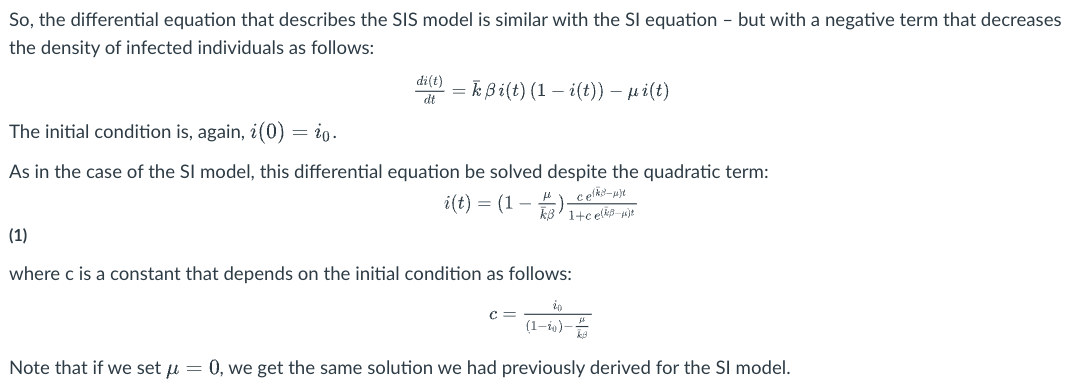 So, the differential equation that describes the SIS model is similar with the SI equation – but with a negative term that decreases
the density of infected individuals as follows:
$\frac{di(t)}{dt} = \bar{k} \beta i(t) (1 - i(t)) - \mu i(t)$
The initial condition is, again, $i(0) = i_0$.
As in the case of the SI model, this differential equation be solved despite the quadratic term:
$i(t) = (1 - \frac{\mu}{\bar{k}\beta}) \frac{c e^{(\bar{k}\beta-\mu)t}}{1+c e^{(\bar{k}\beta-\mu)t}}$
(1)
where c is a constant that depends on the initial condition as follows:
$c = \frac{i_0}{(1-i_0)-\frac{\mu}{\bar{k}\beta}}$
Note that if we set $\mu = 0$, we get the same solution we had previously derived for the SI model.